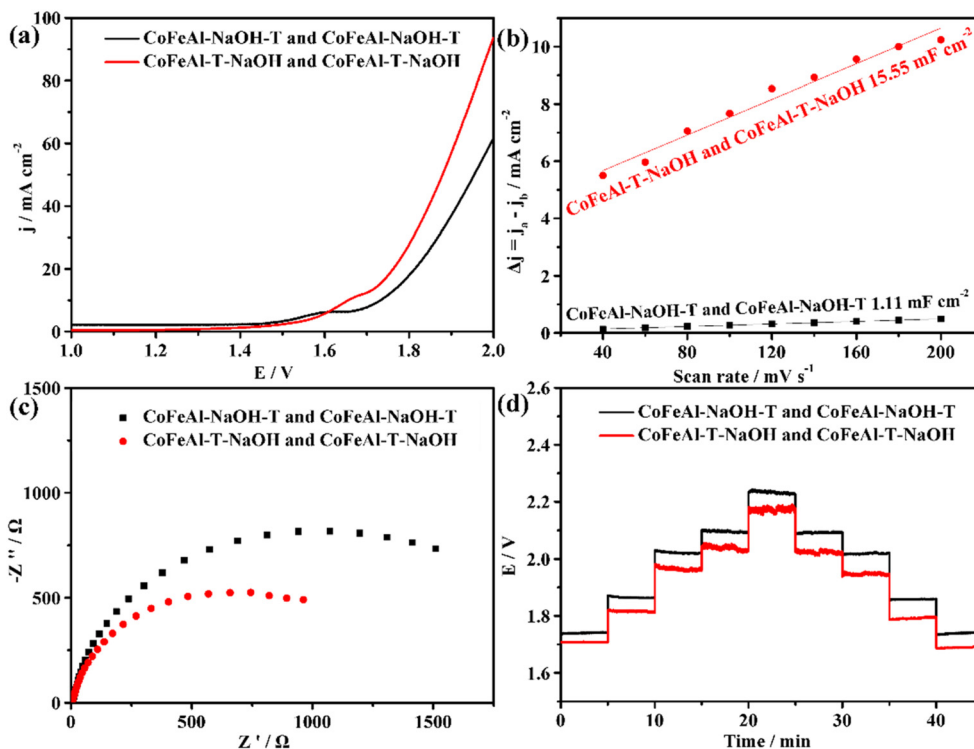 (a)
CoFeAl-NaOH-T and CoFeAl-NaOH-T
CoFeAl-T-NaOH and CoFeAl-T-NaOH
j / mA cm⁻²
100
80
60
40
20
0
1.0 1.2 1.4 1.6 1.8 2.0
E / V
(b)
CoFeAl-T-NaOH and CoFeAl-T-NaOH 15.55 mF cm⁻²
CoFeAl-NaOH-T and CoFeAl-NaOH-T 1.11 mF cm⁻²
Δj = jₐ - j_b / mA cm⁻²
10
8
6
4
2
0
40 80 120 160 200
Scan rate / mV s⁻¹
(c)
CoFeAl-NaOH-T and CoFeAl-NaOH-T
CoFeAl-T-NaOH and CoFeAl-T-NaOH
-Z'' / Ω
1500
1000
500
0
0 500 1000 1500
Z' / Ω
(d)
CoFeAl-NaOH-T and CoFeAl-NaOH-T
CoFeAl-T-NaOH and CoFeAl-T-NaOH
E / V
2.6
2.4
2.2
2.0
1.8
1.6
0 10 20 30 40
Time / min